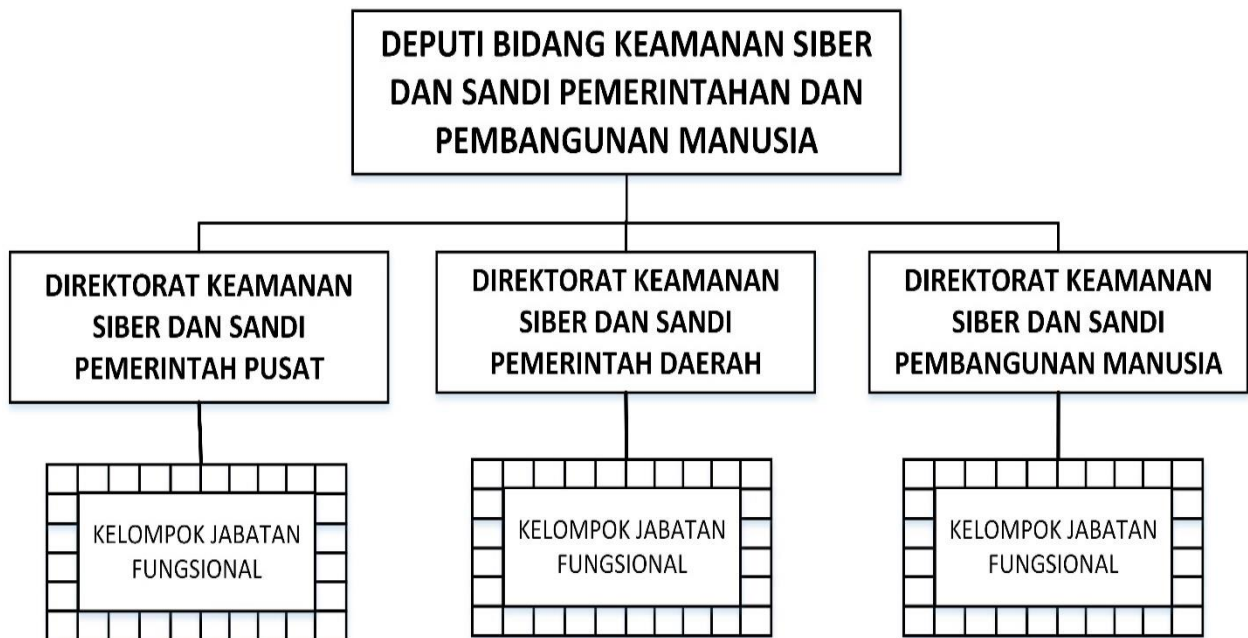 DEPUTI BIDANG KEAMANAN SIBER
DAN SANDI PEMERINTAHAN DAN
PEMBANGUNAN MANUSIA
DIREKTORAT KEAMANAN
SIBER DAN SANDI
PEMERINTAH PUSAT
DIREKTORAT KEAMANAN
SIBER DAN SANDI
PEMERINTAH DAERAH
DIREKTORAT KEAMANAN
SIBER DAN SANDI
PEMBANGUNAN MANUSIA
KELOMPOK JABATAN
FUNGSIONAL
KELOMPOK JABATAN
FUNGSIONAL
KELOMPOK JABATAN
FUNGSIONAL